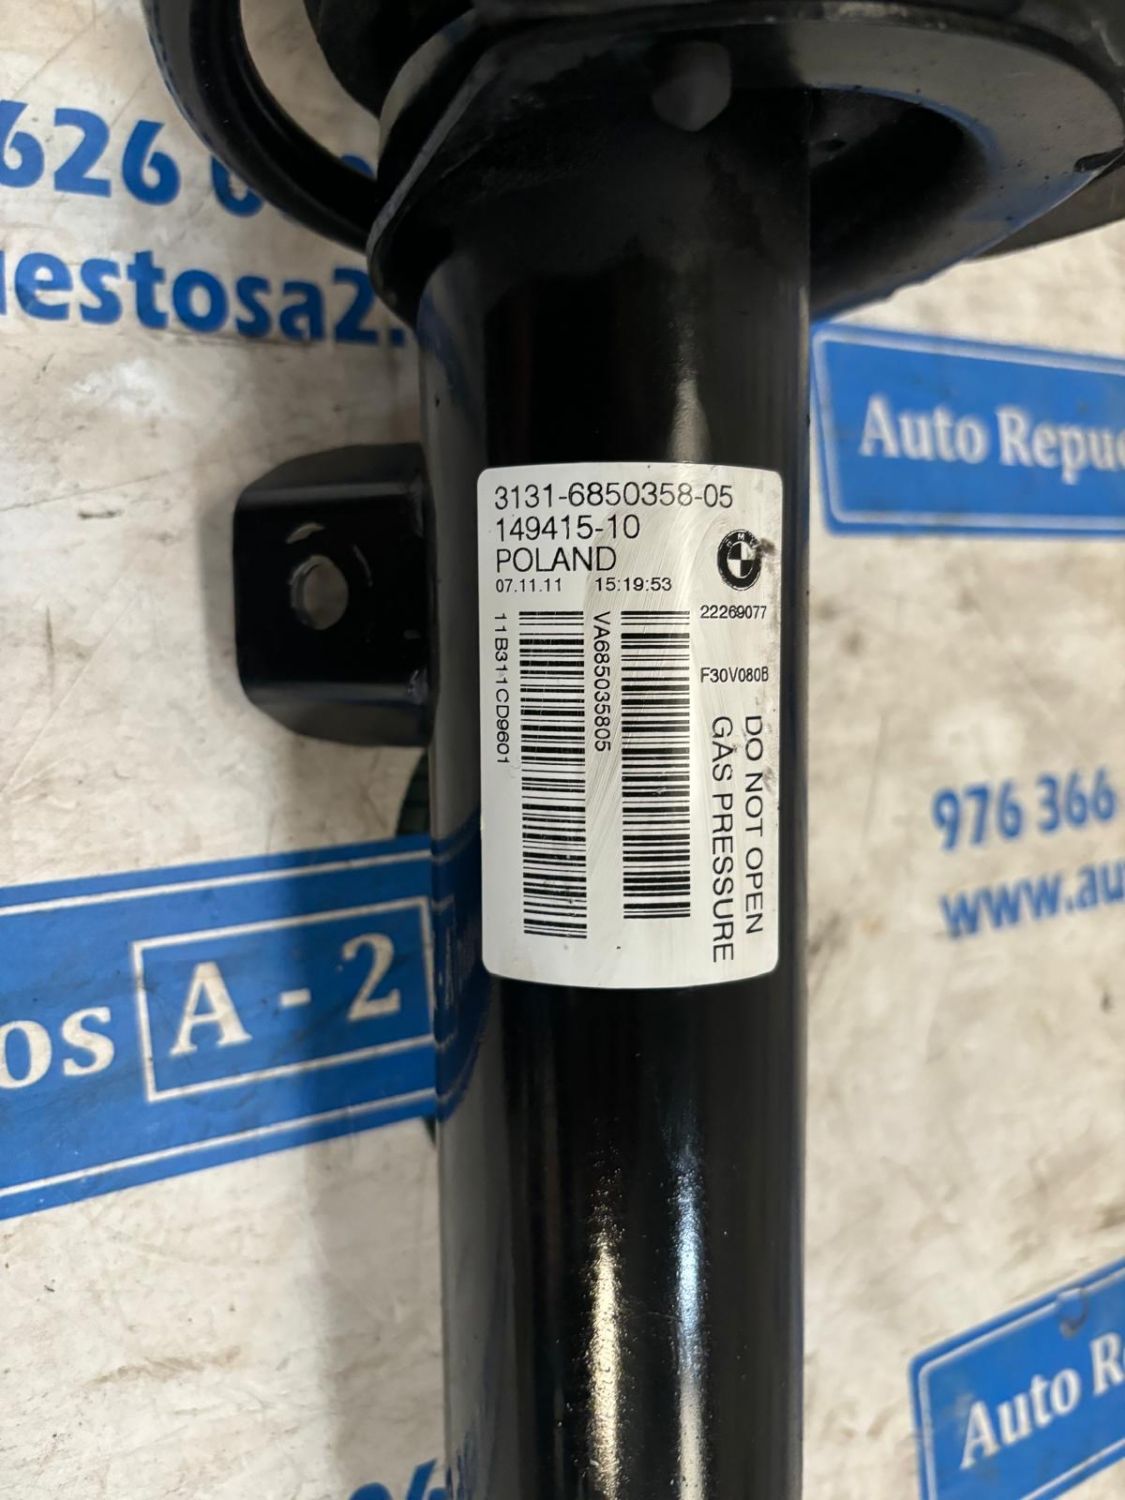 626
estosa2.
Auto Repue
3131-6850358-05
149415-10
POLAND
07.11.11 15:19:53
BMW
22269077
F30V080B
11B311CD9601
VA685035805
DO NOT OPEN
GAS PRESSURE
976 366
www.au
os A - 2
Auto R